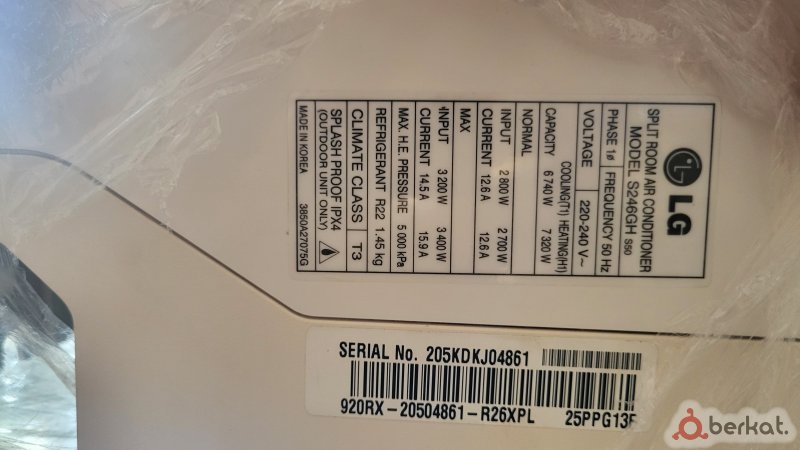 LG
SPLIT ROOM AIR CONDITIONER
MODEL S246GH S50
PHASE 1ø FREQUENCY 50 Hz
VOLTAGE 220-240 V~
COOLING(T1) HEATING(H1)
CAPACITY 6 740 W 7 320 W
NORMAL
INPUT 2 800 W 2 700 W
CURRENT 12.6 A 12.6 A
MAX
INPUT 3 200 W 3 400 W
CURRENT 14.5 A 15.9 A
MAX. H.E. PRESSURE 5 000 kPa
REFRIGERANT R22 1.45 kg
CLIMATE CLASS T3
SPLASH PROOF IPX4
(OUTDOOR UNIT ONLY)
MADE IN KOREA 3850A27075G
SERIAL No. 205KDKJ04861
920RX-20504861-R26XPL 25PPG13F
berkat.